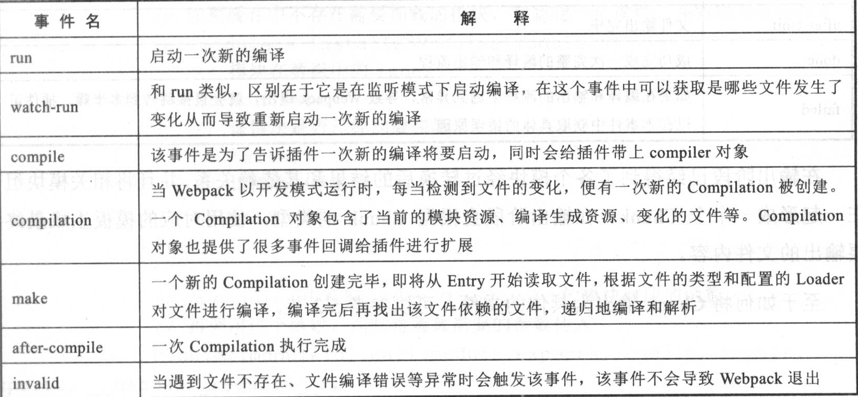 事件名 解释
run 启动一次新的编译
watch-run 和 run 类似，区别在于它是在监听模式下启动编译，在这个事件中可以获取是哪些文件发生了
变化从而导致重新启动一次新的编译
compile 该事件是为了告诉插件一次新的编译将要启动，同时会给插件带上 compiler 对象
compilation 当 Webpack 以开发模式运行时，每当检测到文件的变化，便有一次新的 Compilation 被创建。
一个 Compilation 对象包含了当前的模块资源、编译生成资源、变化的文件等。Compilation
对象也提供了很多事件回调给插件进行扩展
make 一个新的 Compilation 创建完毕，即将从 Entry 开始读取文件，根据文件的类型和配置的 Loader
对文件进行编译，编译完后再找出该文件依赖的文件，递归地编译和解析
after-compile 一次 Compilation 执行完成
invalid 当遇到文件不存在、文件编译错误等异常时会触发该事件，该事件不会导致 Webpack 退出